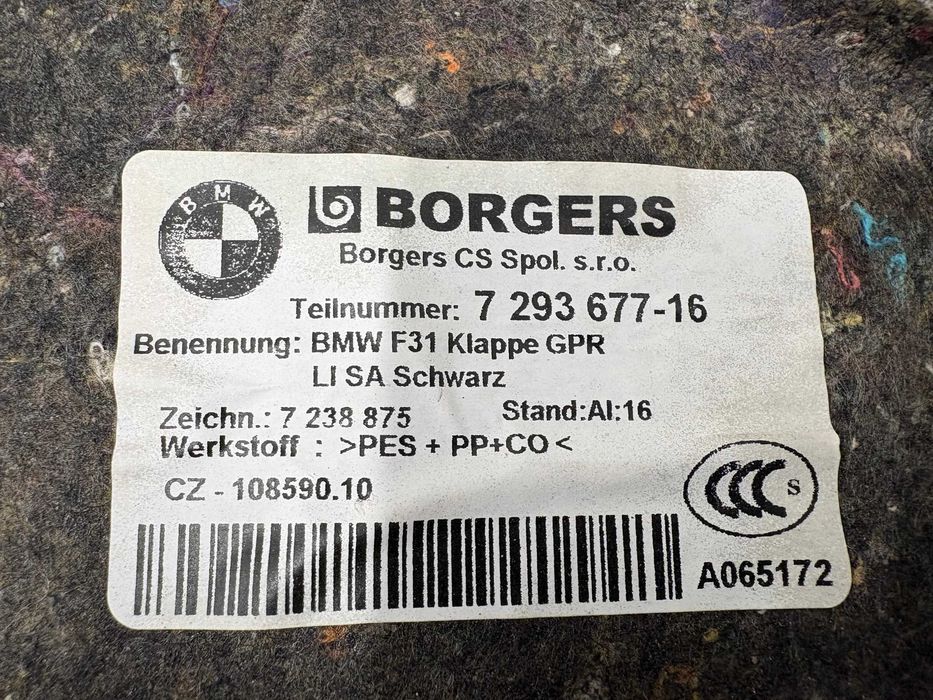 BMW
BORGERS
Borgers CS Spol. s.r.o.
Teilnummer: 7 293 677-16
Benennung: BMW F31 Klappe GPR
LI SA Schwarz
Zeichn.: 7 238 875 Stand:AI:16
Werkstoff : >PES + PP+CO<
CZ - 108590.10
CCC S
A065172